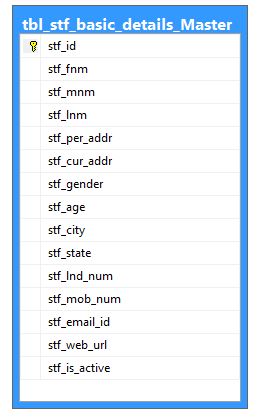 tbl_stf_basic_details_Master
stf_id
stf_fnm
stf_mnm
stf_lnm
stf_per_addr
stf_cur_addr
stf_gender
stf_age
stf_city
stf_state
stf_lnd_num
stf_mob_num
stf_email_id
stf_web_url
stf_is_active